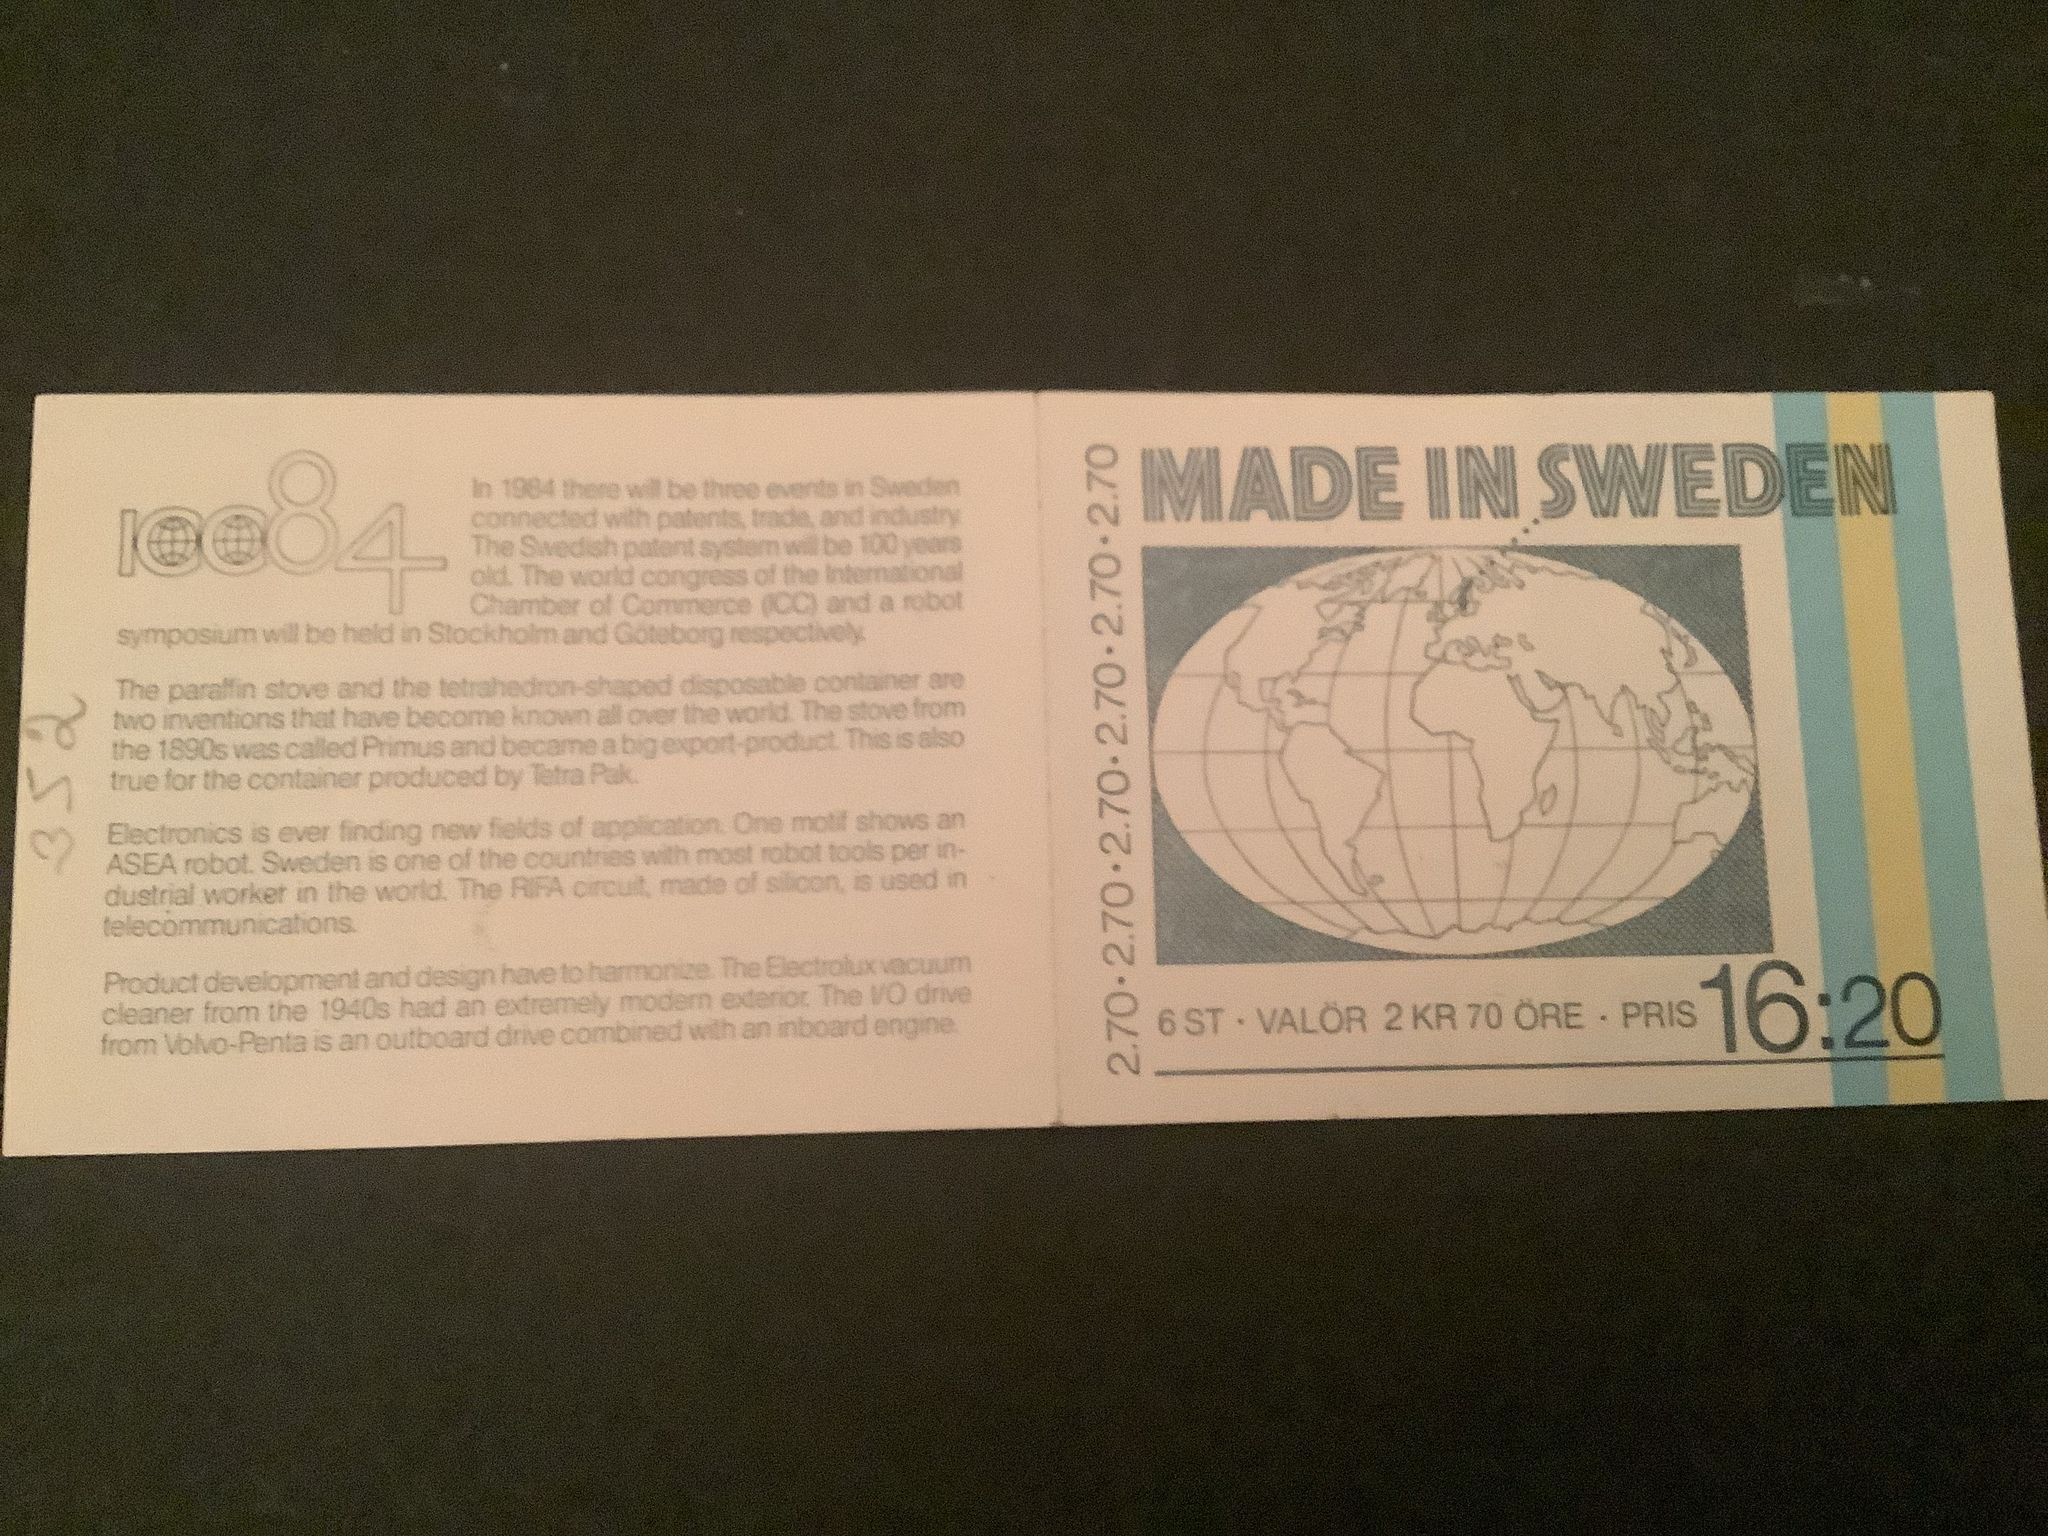 ICC84
In 1984 there will be three events in Sweden
connected with patents, trade, and industry.
The Swedish patent system will be 100 years
old. The world congress of the International
Chamber of Commerce (ICC) and a robot
symposium will be held in Stockholm and Göteborg respectively.
The paraffin stove and the tetrahedron-shaped disposable container are
two inventions that have become known all over the world. The stove from
the 1890s was called Primus and became a big export-product. This is also
true for the container produced by Tetra Pak.
Electronics is ever finding new fields of application. One motif shows an
ASEA robot. Sweden is one of the countries with most robot tools per in-
dustrial worker in the world. The RIFA circuit, made of silicon, is used in
telecommunications.
Product development and design have to harmonize. The Electrolux vacuum
cleaner from the 1940s had an extremely modern exterior. The I/O drive
from Volvo-Penta is an outboard drive combined with an inboard engine.
352
2.70·2.70·2.70·2.70·2.70·2.70
MADE IN SWEDEN
6 ST · VALÖR 2 KR 70 ÖRE · PRIS 16:20